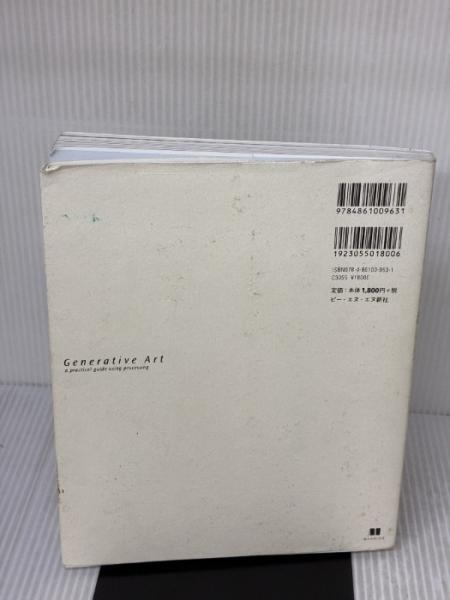 9784861009631
1923055018006
ISBN978-4-86100-963-1
C3055 ¥1800E
定価：本体1,800円+税
ビー・エヌ・エヌ新社
Generative Art
a practical guide using processing